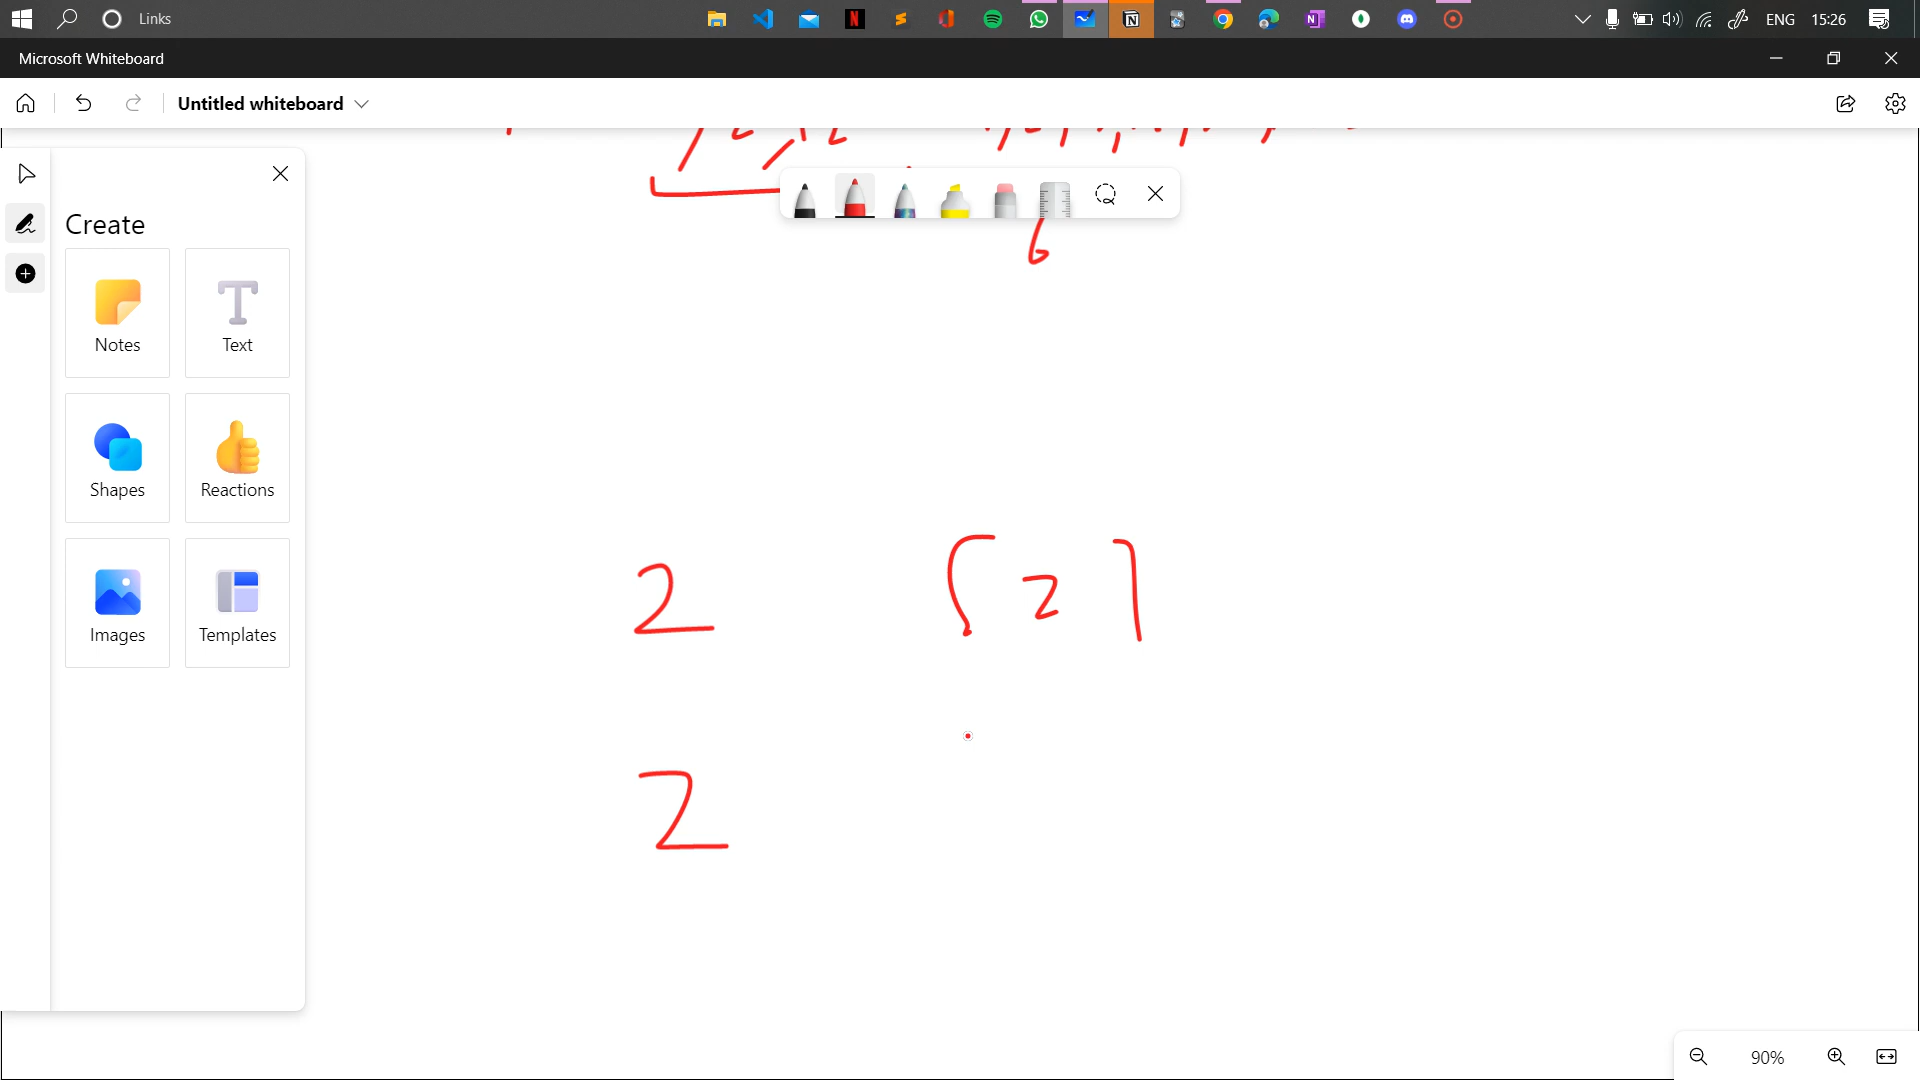 Links
ENG 15:26
Microsoft Whiteboard
Untitled whiteboard
Create
Notes
Text
Shapes
Reactions
Images
Templates
6
2 [ 2 ]
2
90%